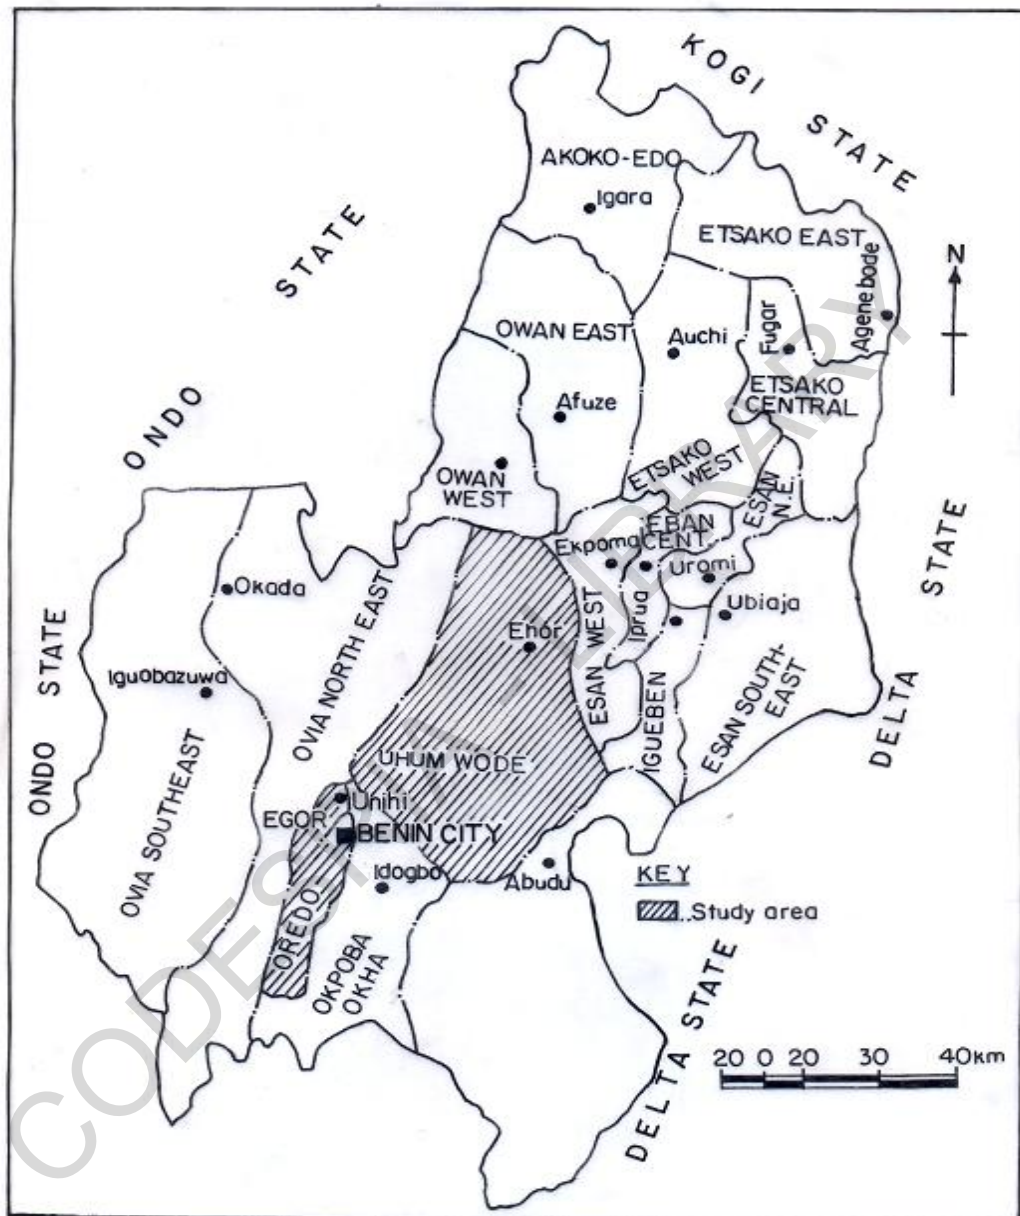 KOGI STATE
AKOKO-EDO
Igara
ETSAKO EAST
ONDO STATE
N
Agenebode
OWAN EAST
Auchi
Fugar
ETSAKO
CENTRAL
Afuze
ETSAKO
WEST
OWAN
WEST
ESAN
N.E.
EBAN
CENT
Ekpoma
Uromi
Okada
Iprua
Ubiaja
DELTA STATE
ONDO STATE
OVIA NORTH EAST
Ehor
ESAN WEST
Iguobazuwa
IGUEBEN
ESAN SOUTH-
EAST
UHUM WODE
OVIA SOUTHEAST
Unihi
EGOR
BENIN CITY
Idogbo
Abudu
KEY
Study area
OREDO
OKPOBA
OKHA
DELTA STATE
20 0 20 30 40km
CODESRIA - LIBRARY